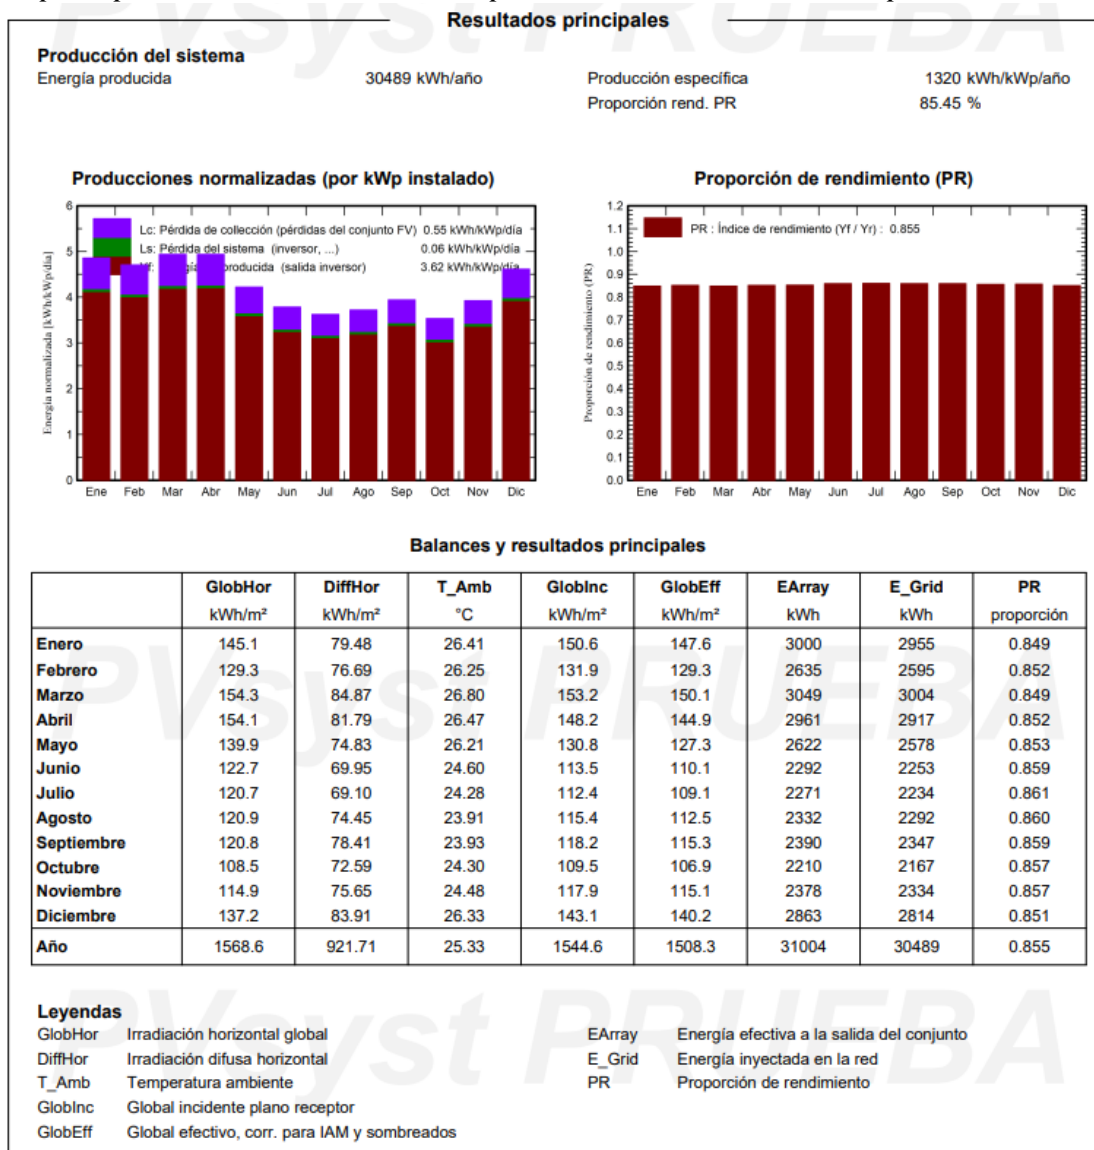 Resultados principales
Producción del sistema
Energía producida 30489 kWh/año Producción específica 1320 kWh/kWp/año
Proporción rend. PR 85.45 %
Producciones normalizadas (por kWp instalado)
Lc: Pérdida de collección (pérdidas del conjunto FV) 0.55 kWh/kWp/día
Ls: Pérdida del sistema (inversor, ...) 0.06 kWh/kWp/día
producida (salida inversor) 3.62 kWh/kWp/día
Energía normalizada [kWh/kWp/día]
6
5
4
3
2
1
0
Ene Feb Mar Abr May Jun Jul Ago Sep Oct Nov Dic
Proporción de rendimiento (PR)
PR : Índice de rendimiento (Yf / Yr) : 0.855
Proporción de rendimiento (PR)
1.2
1.1
1.0
0.9
0.8
0.7
0.6
0.5
0.4
0.3
0.2
0.1
0.0
Ene Feb Mar Abr May Jun Jul Ago Sep Oct Nov Dic
Balances y resultados principales
GlobHor DiffHor T_Amb GlobInc GlobEff EArray E_Grid PR
kWh/m² kWh/m² °C kWh/m² kWh/m² kWh kWh proporción
Enero 145.1 79.48 26.41 150.6 147.6 3000 2955 0.849
Febrero 129.3 76.69 26.25 131.9 129.3 2635 2595 0.852
Marzo 154.3 84.87 26.80 153.2 150.1 3049 3004 0.849
Abril 154.1 81.79 26.47 148.2 144.9 2961 2917 0.852
Mayo 139.9 74.83 26.21 130.8 127.3 2622 2578 0.853
Junio 122.7 69.95 24.60 113.5 110.1 2292 2253 0.859
Julio 120.7 69.10 24.28 112.4 109.1 2271 2234 0.861
Agosto 120.9 74.45 23.91 115.4 112.5 2332 2292 0.860
Septiembre 120.8 78.41 23.93 118.2 115.3 2390 2347 0.859
Octubre 108.5 72.59 24.30 109.5 106.9 2210 2167 0.857
Noviembre 114.9 75.65 24.48 117.9 115.1 2378 2334 0.857
Diciembre 137.2 83.91 26.33 143.1 140.2 2863 2814 0.851
Año 1568.6 921.71 25.33 1544.6 1508.3 31004 30489 0.855
PVsyst PRUEBA
Leyendas
GlobHor Irradiación horizontal global EArray Energía efectiva a la salida del conjunto
DiffHor Irradiación difusa horizontal E_Grid Energía inyectada en la red
T_Amb Temperatura ambiente PR Proporción de rendimiento
GlobInc Global incidente plano receptor
GlobEff Global efectivo, corr. para IAM y sombreados
PVsyst PRUEBA